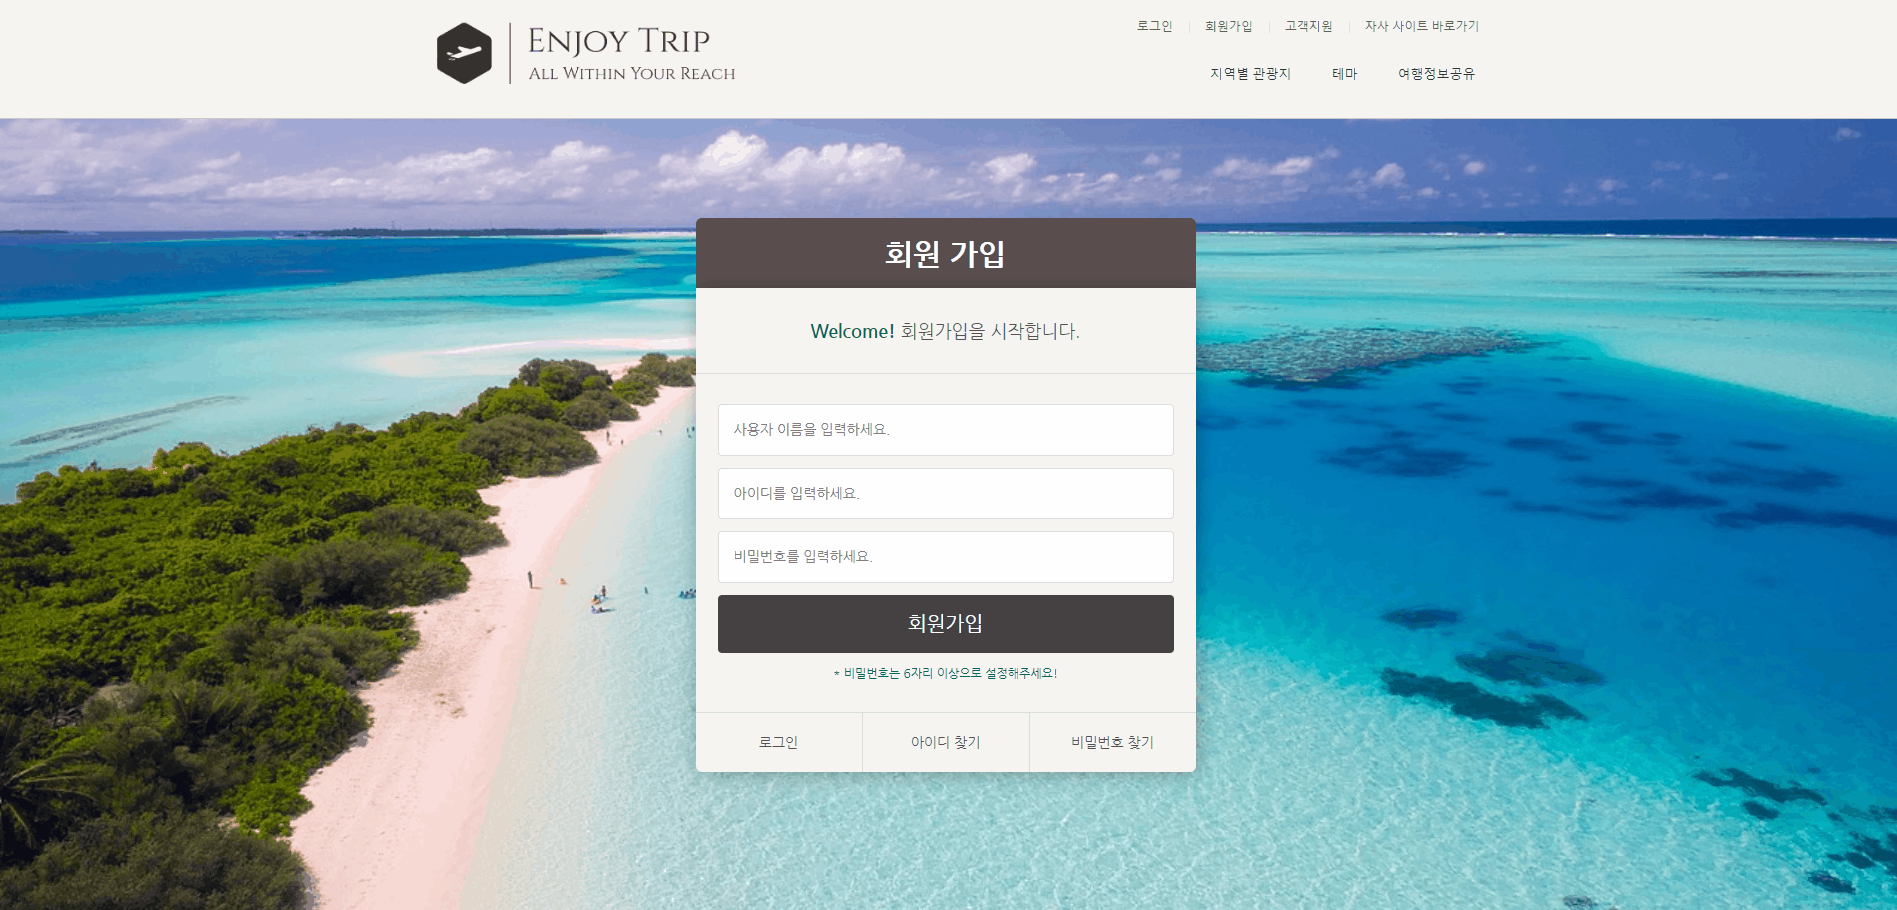 ENJOY TRIP
ALL WITHIN YOUR REACH
로그인
회원가입
고객지원
자사 사이트 바로가기
지역별 관광지
테마
여행정보공유
회원 가입
Welcome! 회원가입을 시작합니다.
사용자 이름을 입력하세요.
아이디를 입력하세요.
비밀번호를 입력하세요.
회원가입
* 비밀번호는 6자리 이상으로 설정해주세요!
로그인
아이디 찾기
비밀번호 찾기